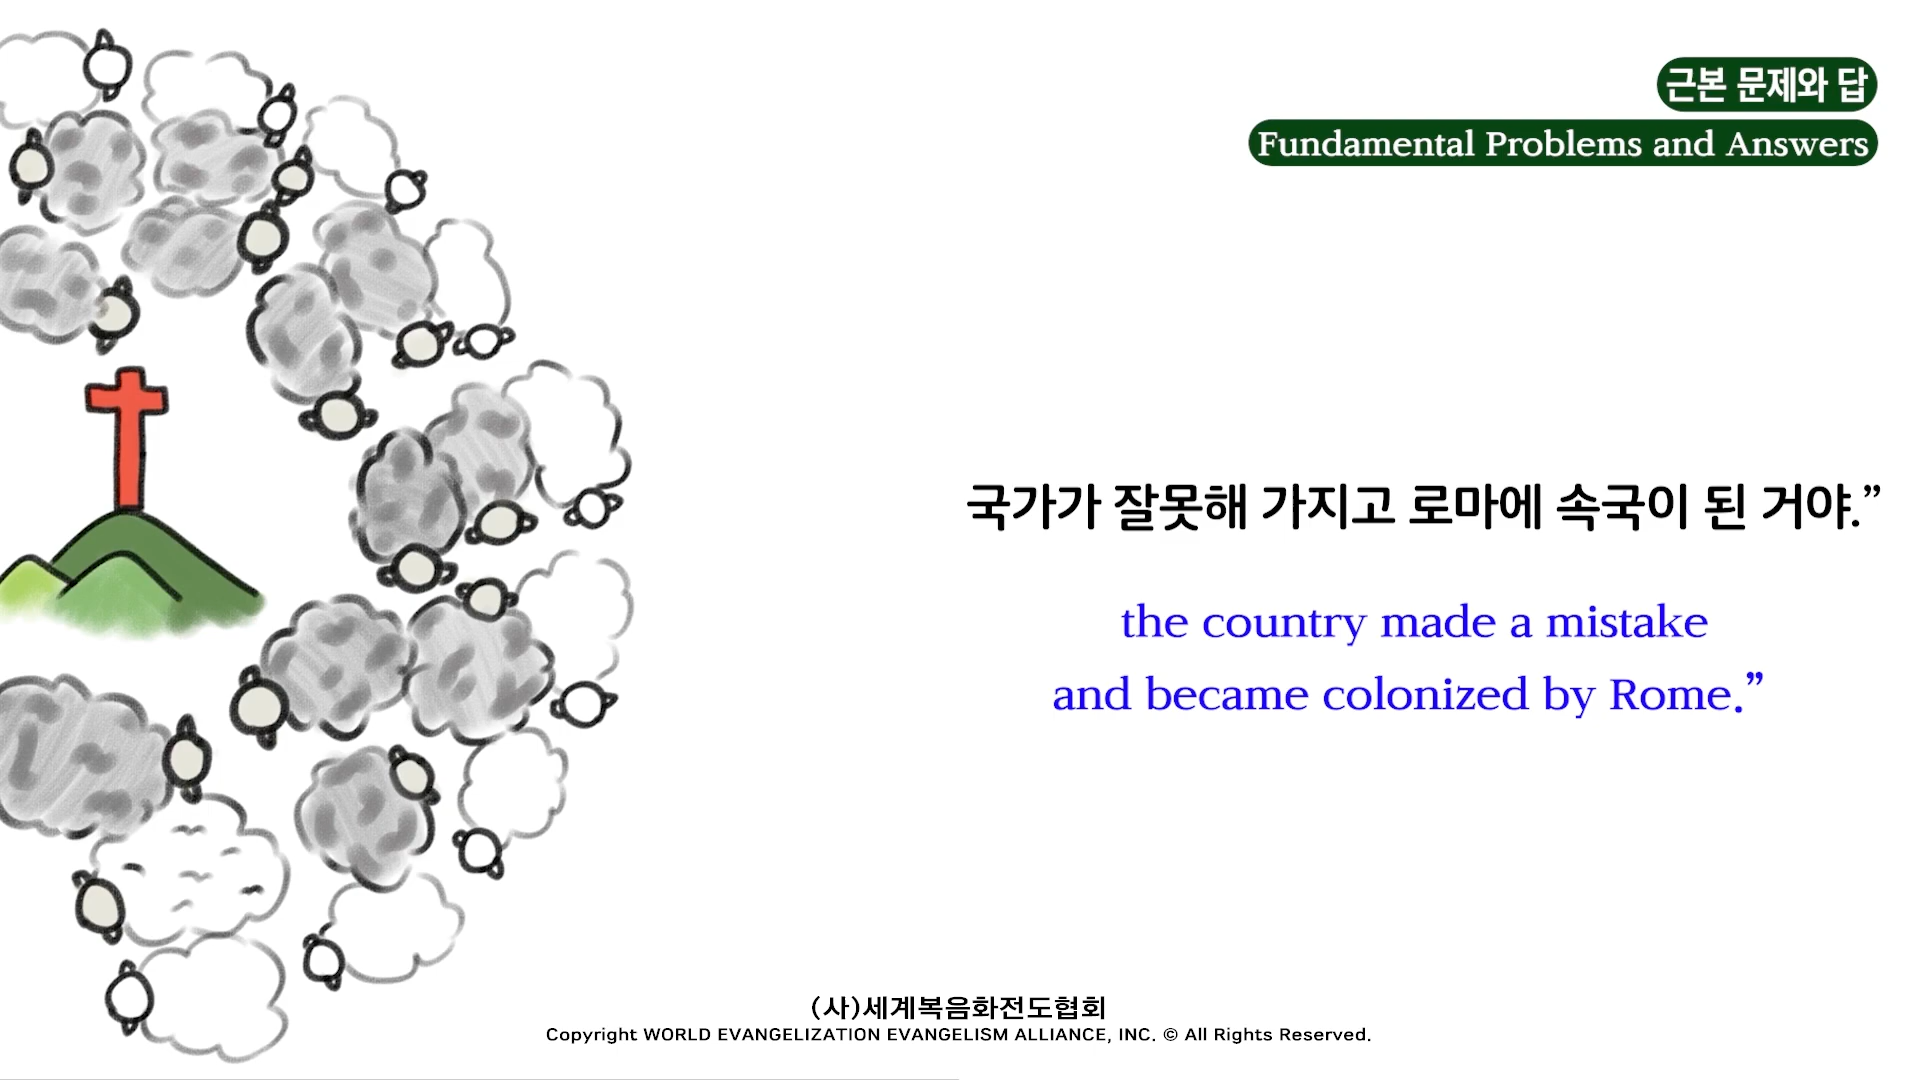 근본 문제와 답
Fundamental Problems and Answers
국가가 잘못해 가지고 로마에 속국이 된 거야.”
the country made a mistake
and became colonized by Rome.”
(사)세계복음화전도협회
Copyright WORLD EVANGELIZATION EVANGELISM ALLIANCE, INC. © All Rights Reserved.